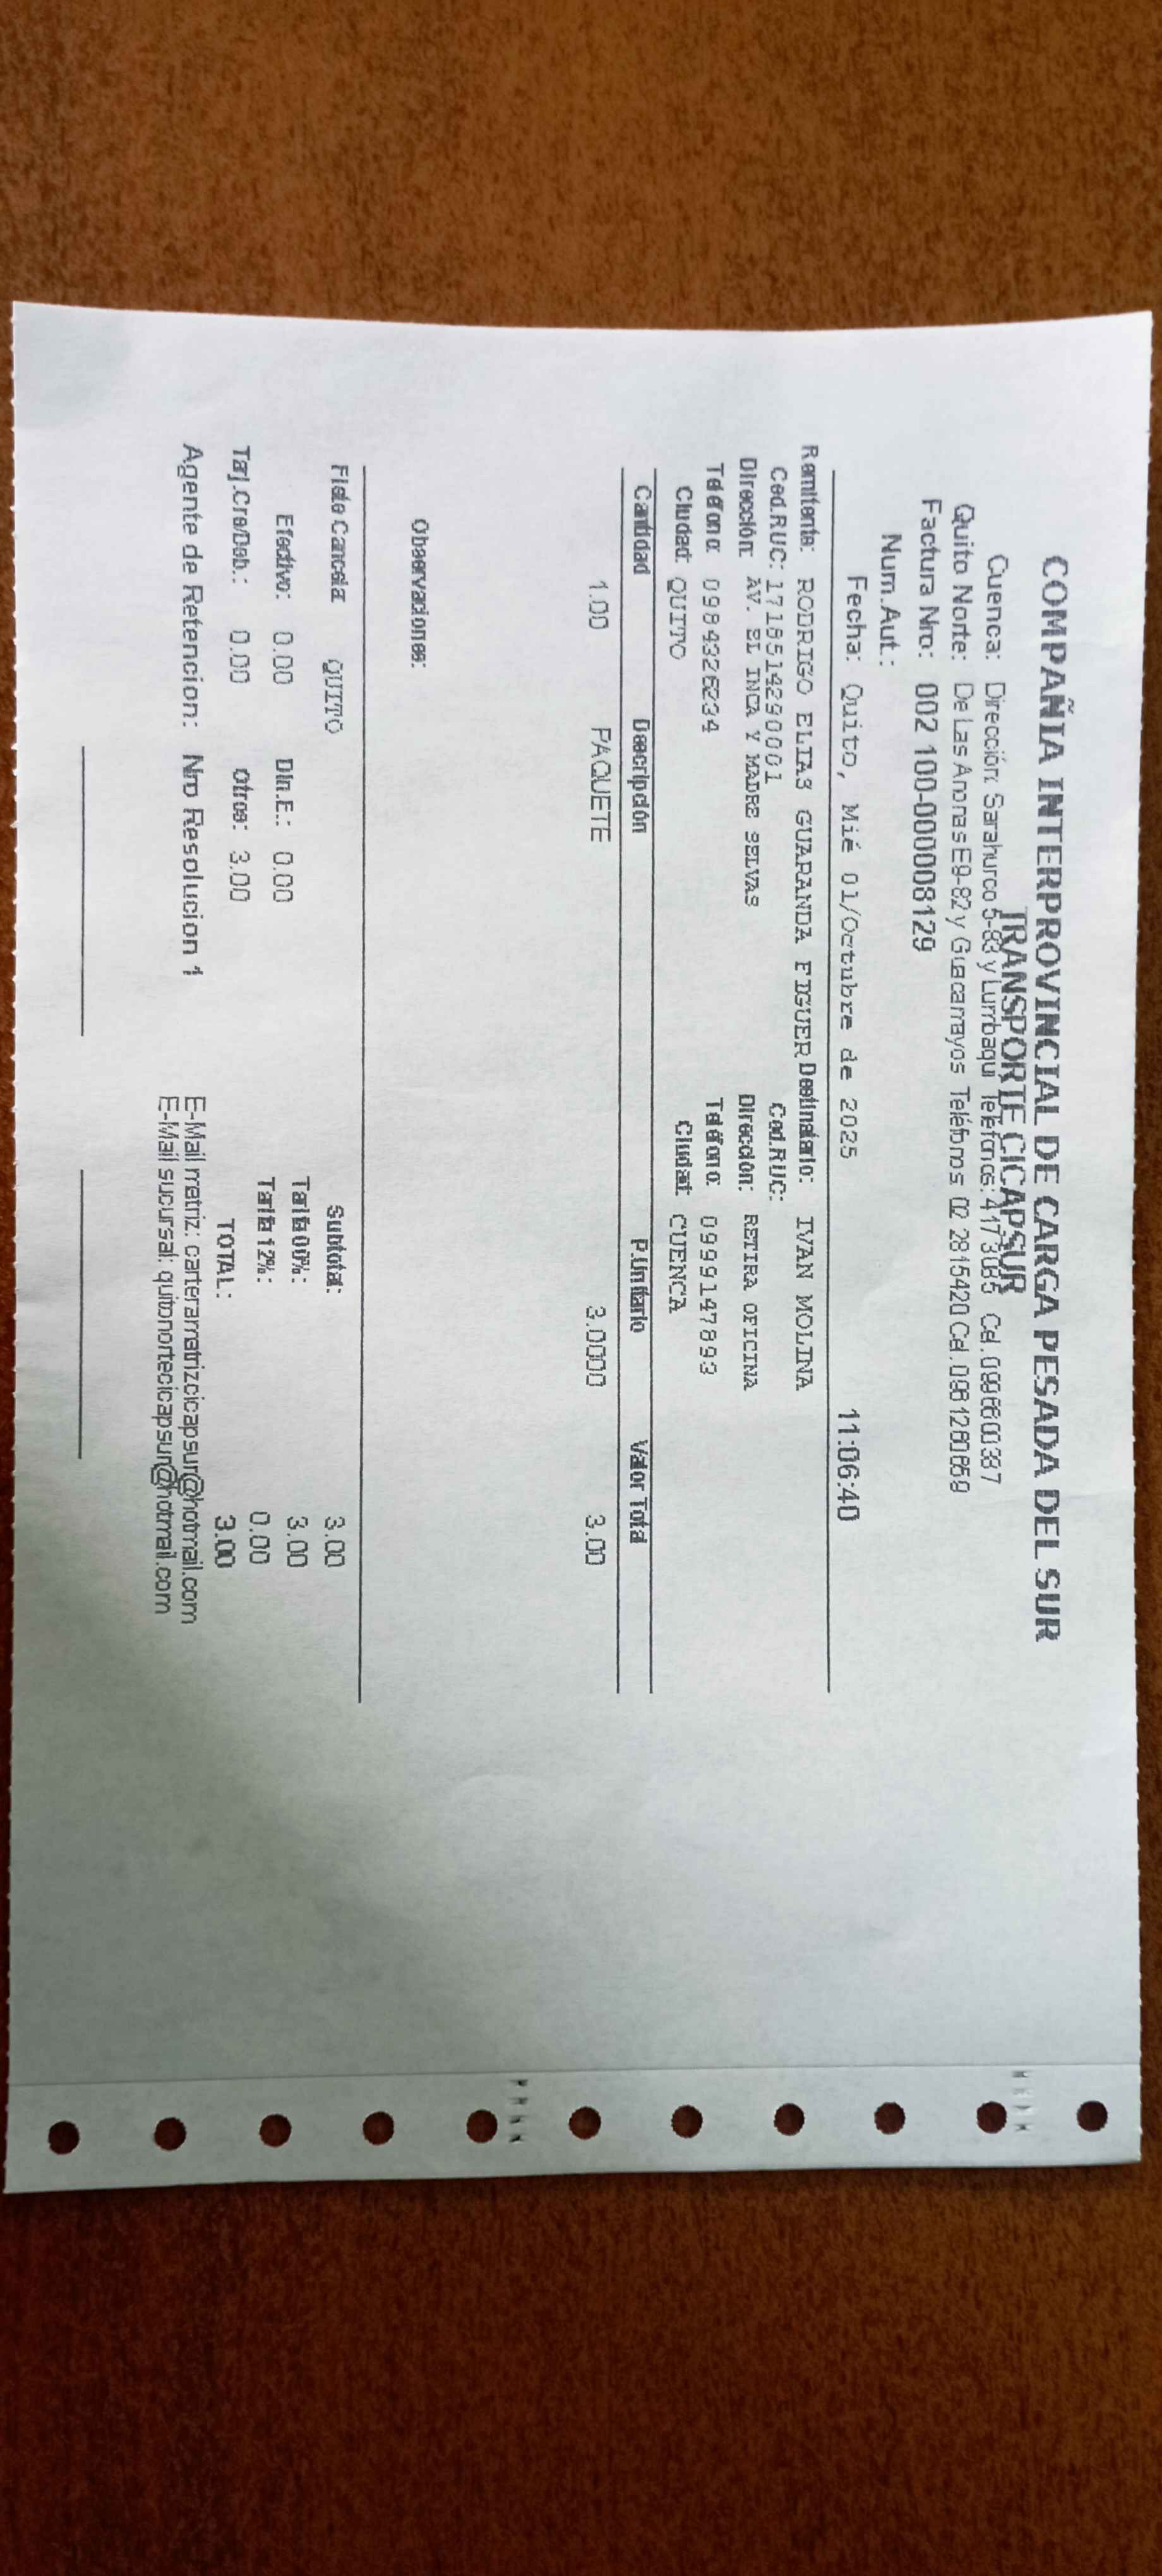 COMPAÑIA INTERPROVINCIAL DE CARGA PESADA DEL SUR
TRANSPORTE CICAPSUR
Cuenca: Dirección: Sarahurco 5-83 y Lumbaqui Teléfonos: 4173085 Cel. 0996600387
Quito Norte: De Las Anonas E9-82 y Guacamayos Teléfonos 02 2815420 Cel. 0981260859
Factura Nro: 002 100-000008129
Num.Aut.:
Fecha: Quito, Mié 01/Octubre de 2025 11:06:40
Remitente: RODRIGO ELIAS GUARANDA FIGUER Destinatario: IVAN MOLINA
Ced.RUC: 1718514290001 Ced.RUC:
Dirección: AV. EL INCA Y MADRE SELVAS Dirección: RETIRA OFICINA
Teléfono: 0984326234 Teléfono: 0999147893
Ciudad: QUITO Ciudad: CUENCA
Cantidad Descripción P.Unitario Valor Total
1.00 PAQUETE 3.0000 3.00
Observaciones:
Flete Cancela: QUITO Subtotal: 3.00
Efectivo: 0.00 Din.E.: 0.00 Tarifa 00%: 3.00
Tarj.Cre/Deb.: 0.00 otros: 3.00 Tarifa 12%: 0.00
TOTAL: 3.00
Agente de Retencion: Nro Resolucion 1
E-Mail matriz: carteramatrizcicapsur@hotmail.com
E-Mail sucursal: quitonortecicapsur@hotmail.com